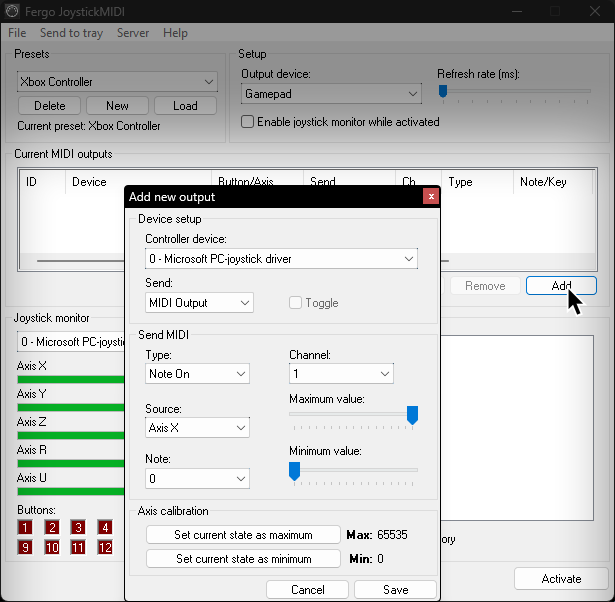 Fergo JoystickMIDI
File Send to tray Server Help
Presets
Xbox Controller
Delete New Load
Current preset: Xbox Controller
Setup
Output device:
Gamepad
Refresh rate (ms):
Enable joystick monitor while activated
Current MIDI outputs
ID Device Button/Axis Send Ch Type Note/Key
Remove Add
Joystick monitor
0 - Microsoft PC-joysti
Axis X
Axis Y
Axis Z
Axis R
Axis U
Buttons:
1 2 3 4
9 10 11 12
Activate
Add new output
x
Device setup
Controller device:
0 - Microsoft PC-joystick driver
Send:
MIDI Output
Toggle
Send MIDI
Type:
Note On
Channel:
1
Source:
Axis X
Maximum value:
Note:
0
Minimum value:
Axis calibration
Set current state as maximum Max: 65535
Set current state as minimum Min: 0
Cancel Save